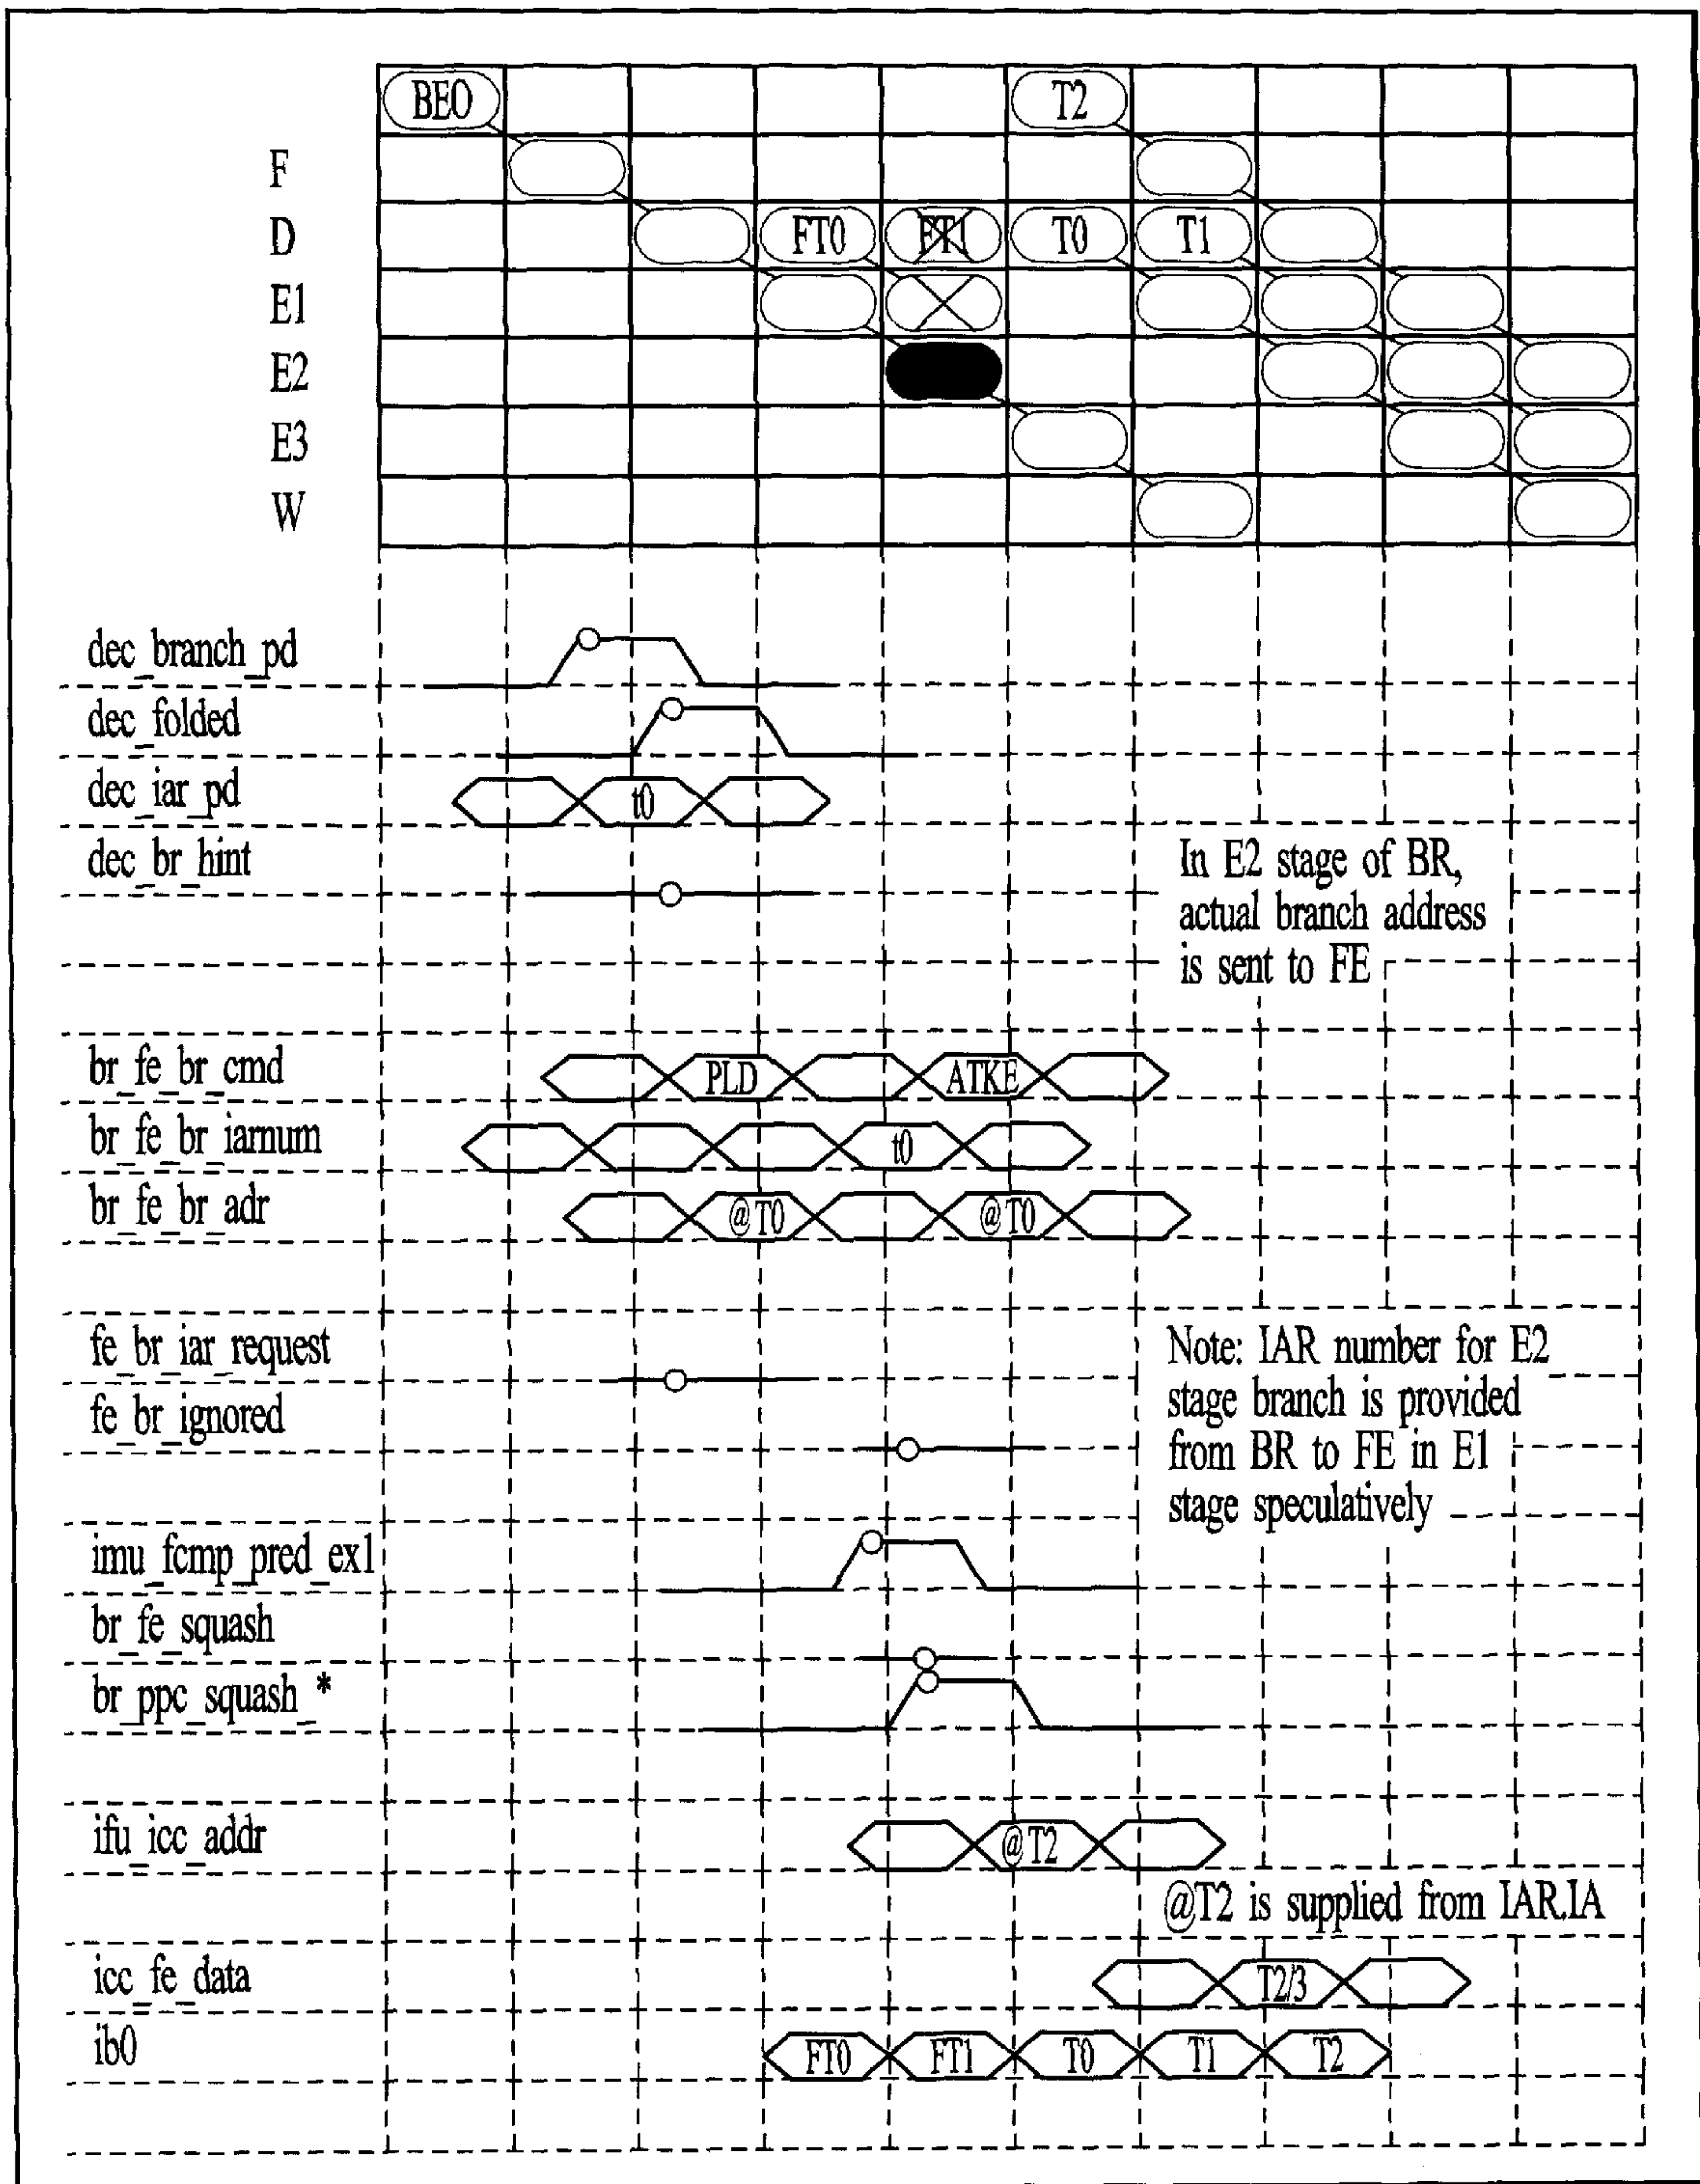 BEO T2
F
D FT0 FT1 T0 T1
E1
E2
E3
W
dec_branch_pd
dec_folded
dec_iar_pd t0
dec_br_hint
In E2 stage of BR,
actual branch address
is sent to FE
br_fe_br_cmd PLD ATKE
br_fe_br_iarnum t0
br_fe_br_adr @T0 @T0
fe_br_iar_request
fe_br_ignored
Note: IAR number for E2
stage branch is provided
from BR to FE in E1
stage speculatively
imu_fcmp_pred_ex1
br_fe_squash
br_ppc_squash_*
ifu_icc_addr @T2
@T2 is supplied from IAR.IA
icc_fe_data T2/3
ib0 FT0 FT1 T0 T1 T2